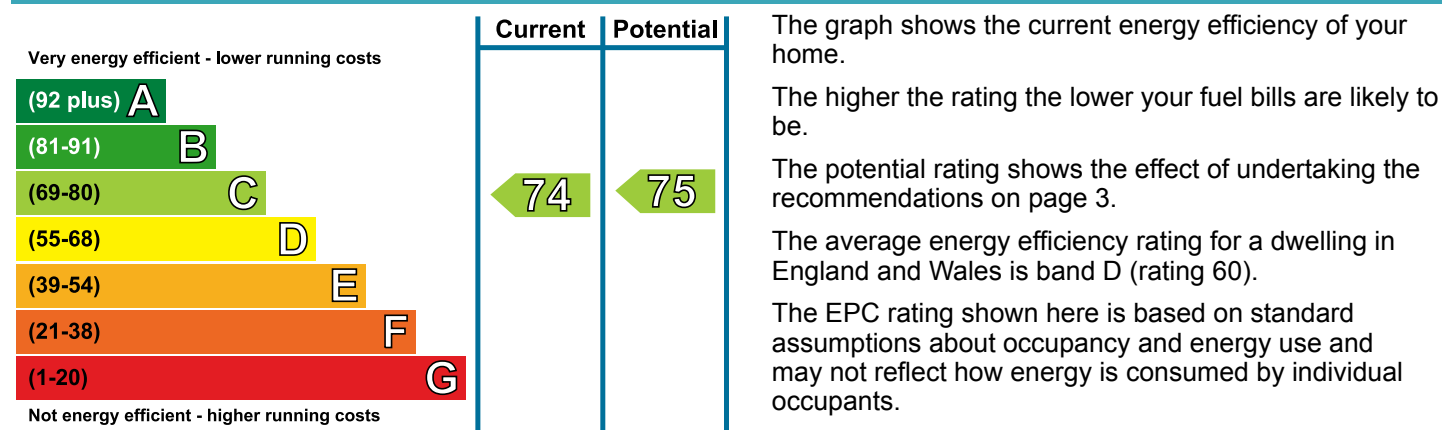 Current Potential
Very energy efficient - lower running costs
(92 plus) A
(81-91) B
(69-80) C
(55-68) D
(39-54) E
(21-38) F
(1-20) G
Not energy efficient - higher running costs
74 75
The graph shows the current energy efficiency of your
home.
The higher the rating the lower your fuel bills are likely to
be.
The potential rating shows the effect of undertaking the
recommendations on page 3.
The average energy efficiency rating for a dwelling in
England and Wales is band D (rating 60).
The EPC rating shown here is based on standard
assumptions about occupancy and energy use and
may not reflect how energy is consumed by individual
occupants.